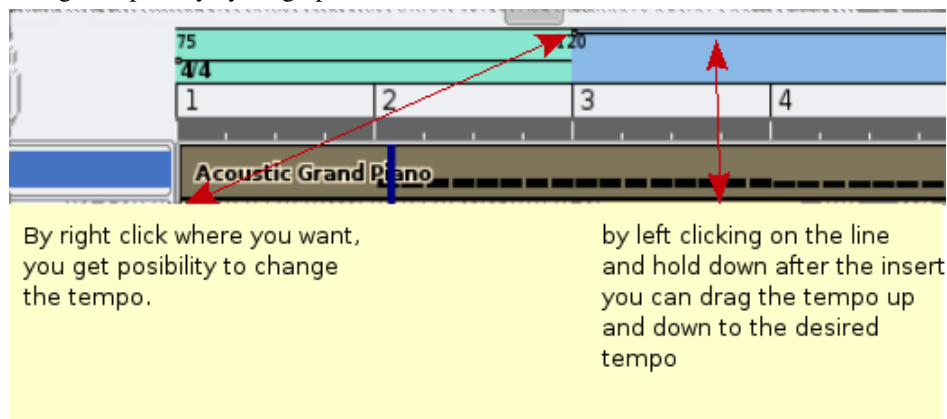 75
120
4/4
1 2 3 4
Acoustic Grand Piano
By right click where you want,
you get posibility to change
the tempo.
by left clicking on the line
and hold down after the insert
you can drag the tempo up
and down to the desired
tempo